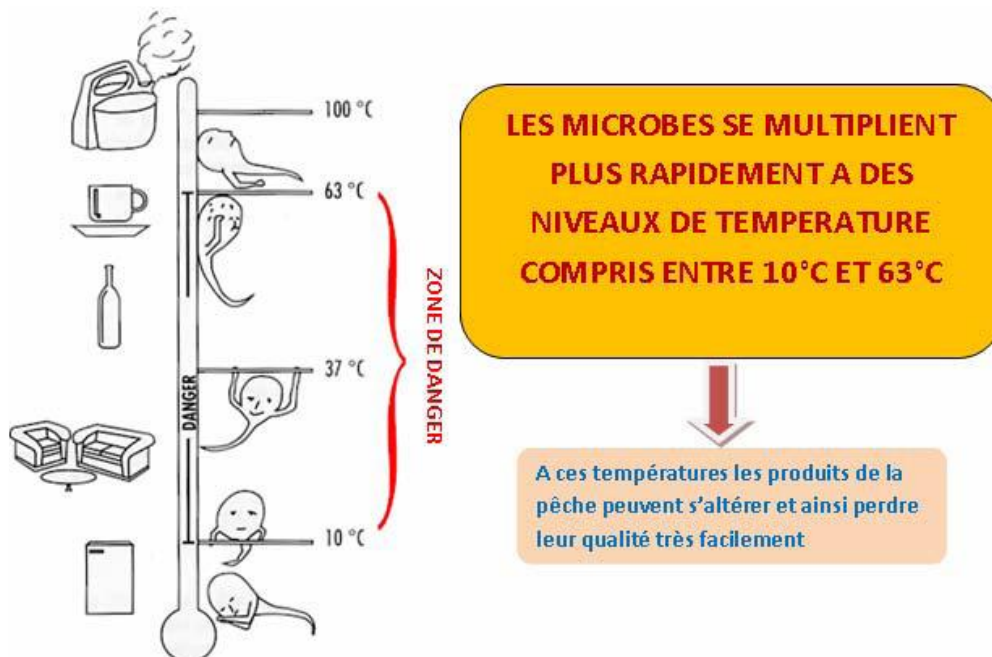 100 °C
63 °C
37 °C
10 °C
DANGER
ZONE DE DANGER
LES MICROBES SE MULTIPLIENT
PLUS RAPIDEMENT A DES
NIVEAUX DE TEMPERATURE
COMPRIS ENTRE 10°C ET 63°C
A ces températures les produits de la
pêche peuvent s'altérer et ainsi perdre
leur qualité très facilement